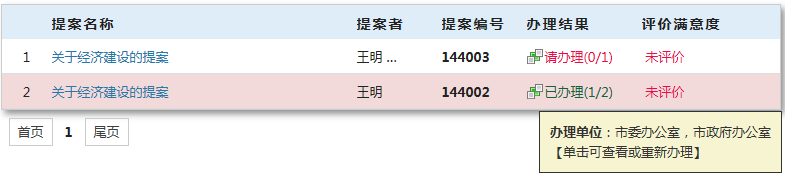 提案名称 提案者 提案编号 办理结果 评价满意度
1 关于经济建设的提案 王明 ... 144003 请办理(0/1) 未评价
2 关于经济建设的提案 王明 144002 已办理(1/2) 未评价
首页 1 尾页
办理单位：市委办公室，市政府办公室
【单击可查看或重新办理】